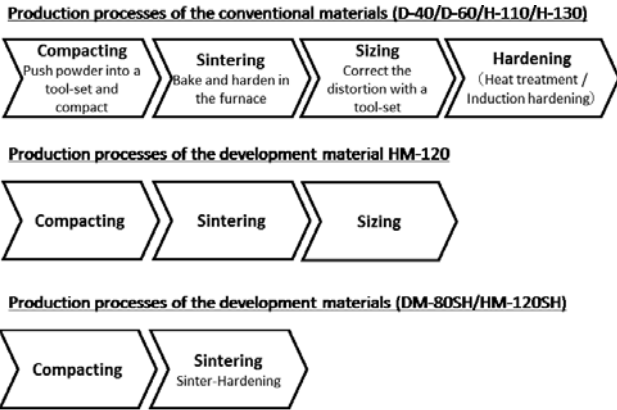 Production processes of the conventional materials (D-40/D-60/H-110/H-130)
Compacting
Push powder into a
tool-set and
compact
Sintering
Bake and harden in
the furnace
Sizing
Correct the
distortion with a
tool-set
Hardening
(Heat treatment /
Induction hardening)
Production processes of the development material HM-120
Compacting
Sintering
Sizing
Production processes of the development materials (DM-80SH/HM-120SH)
Compacting
Sintering
Sinter-Hardening